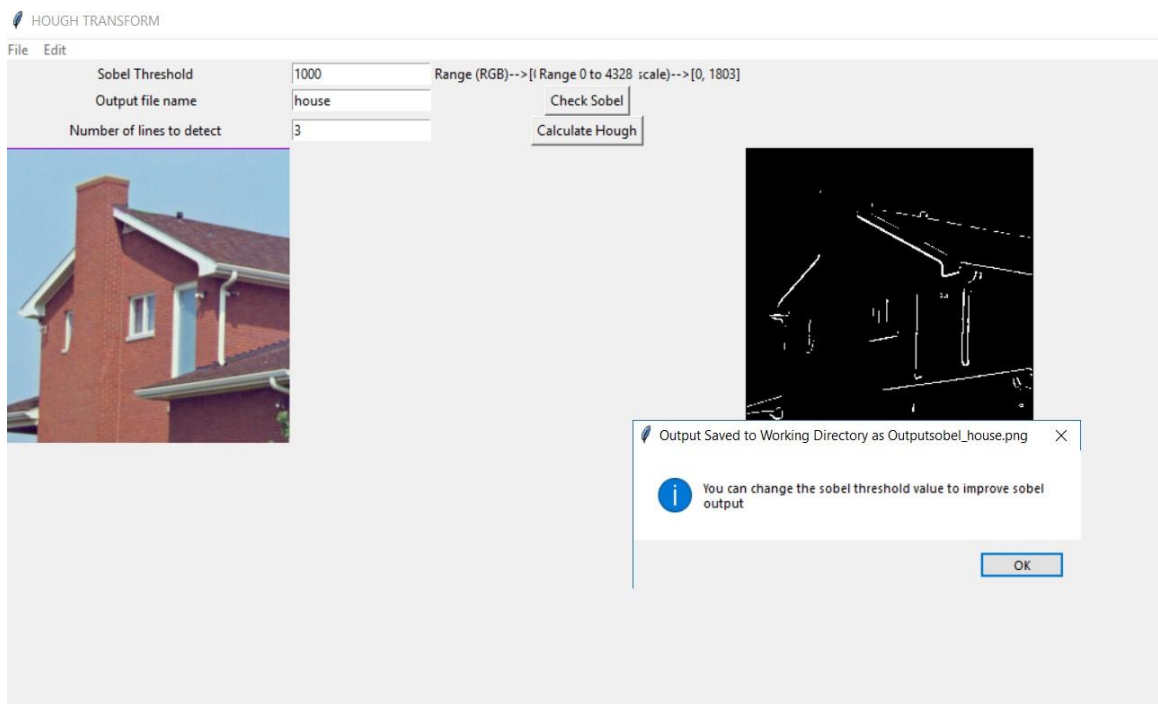 HOUGH TRANSFORM
File Edit
Sobel Threshold 1000 Range (RGB)-->[ Range 0 to 4328 scale)-->[0, 1803]
Output file name house Check Sobel
Number of lines to detect 3 Calculate Hough
Output Saved to Working Directory as Outputsobel_house.png
You can change the sobel threshold value to improve sobel
output
OK